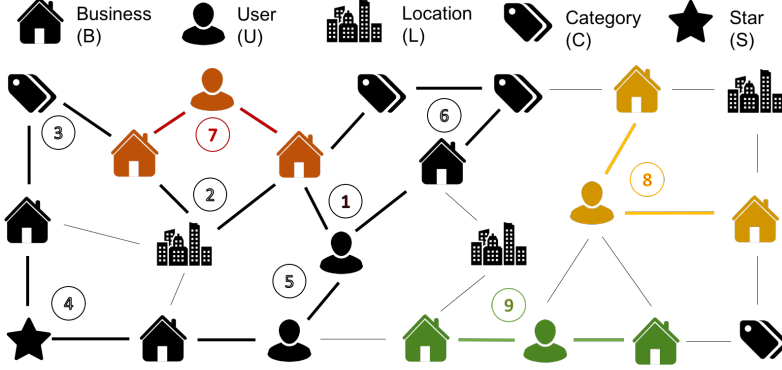 Business
(B)
User
(U)
Location
(L)
Category
(C)
Star
(S)
3
7
6
2
1
8
5
4
9